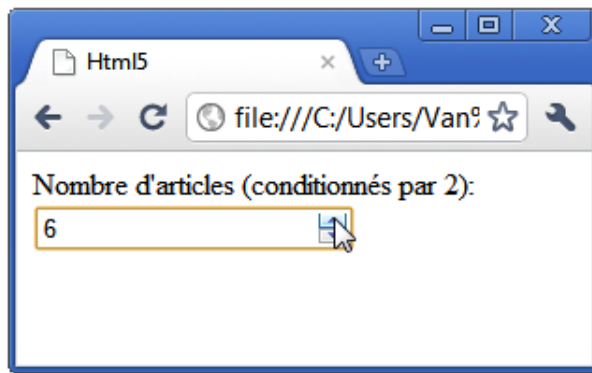 Html5
file:///C:/Users/Van%
Nombre d'articles (conditionnés par 2):
6